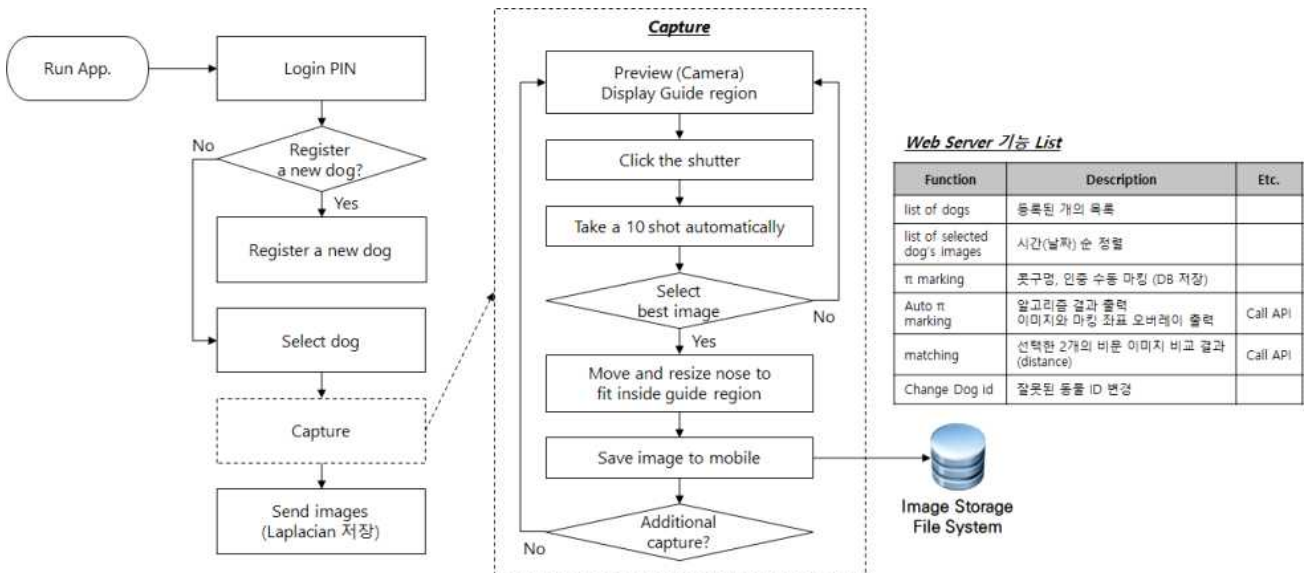 Run App.
Login PIN
No
Register
a new dog?
Yes
Register a new dog
Select dog
Capture
Send images
(Laplacian 저장)
Capture
Preview (Camera)
Display Guide region
Click the shutter
Take a 10 shot automatically
Select
best image
No
Yes
Move and resize nose to
fit inside guide region
Save image to mobile
Additional
capture?
No
Image Storage
File System
Web Server 기능 List
Function Description Etc.
list of dogs 등록된 개의 목록
list of selected
dog's images 시간(날짜) 순 정렬
π marking 콧구멍, 인중 수동 마킹 (DB 저장)
Auto π
marking 알고리즘 결과 출력
이미지와 마킹 좌표 오버레이 출력 Call API
matching 선택한 2개의 비문 이미지 비교 결과
(distance) Call API
Change Dog id 잘못된 동물 ID 변경